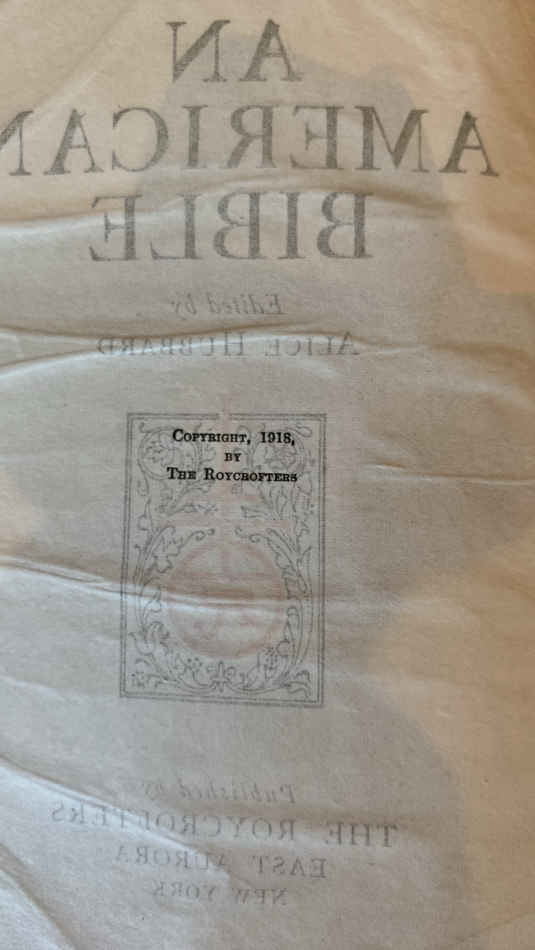 AN
AMERICAN
BIBLE
Edited by
ALICE HUBBARD
COPYRIGHT, 1918,
BY
THE ROYCROFTERS
Published by
THE ROYCROFTERS
EAST AURORA
NEW YORK